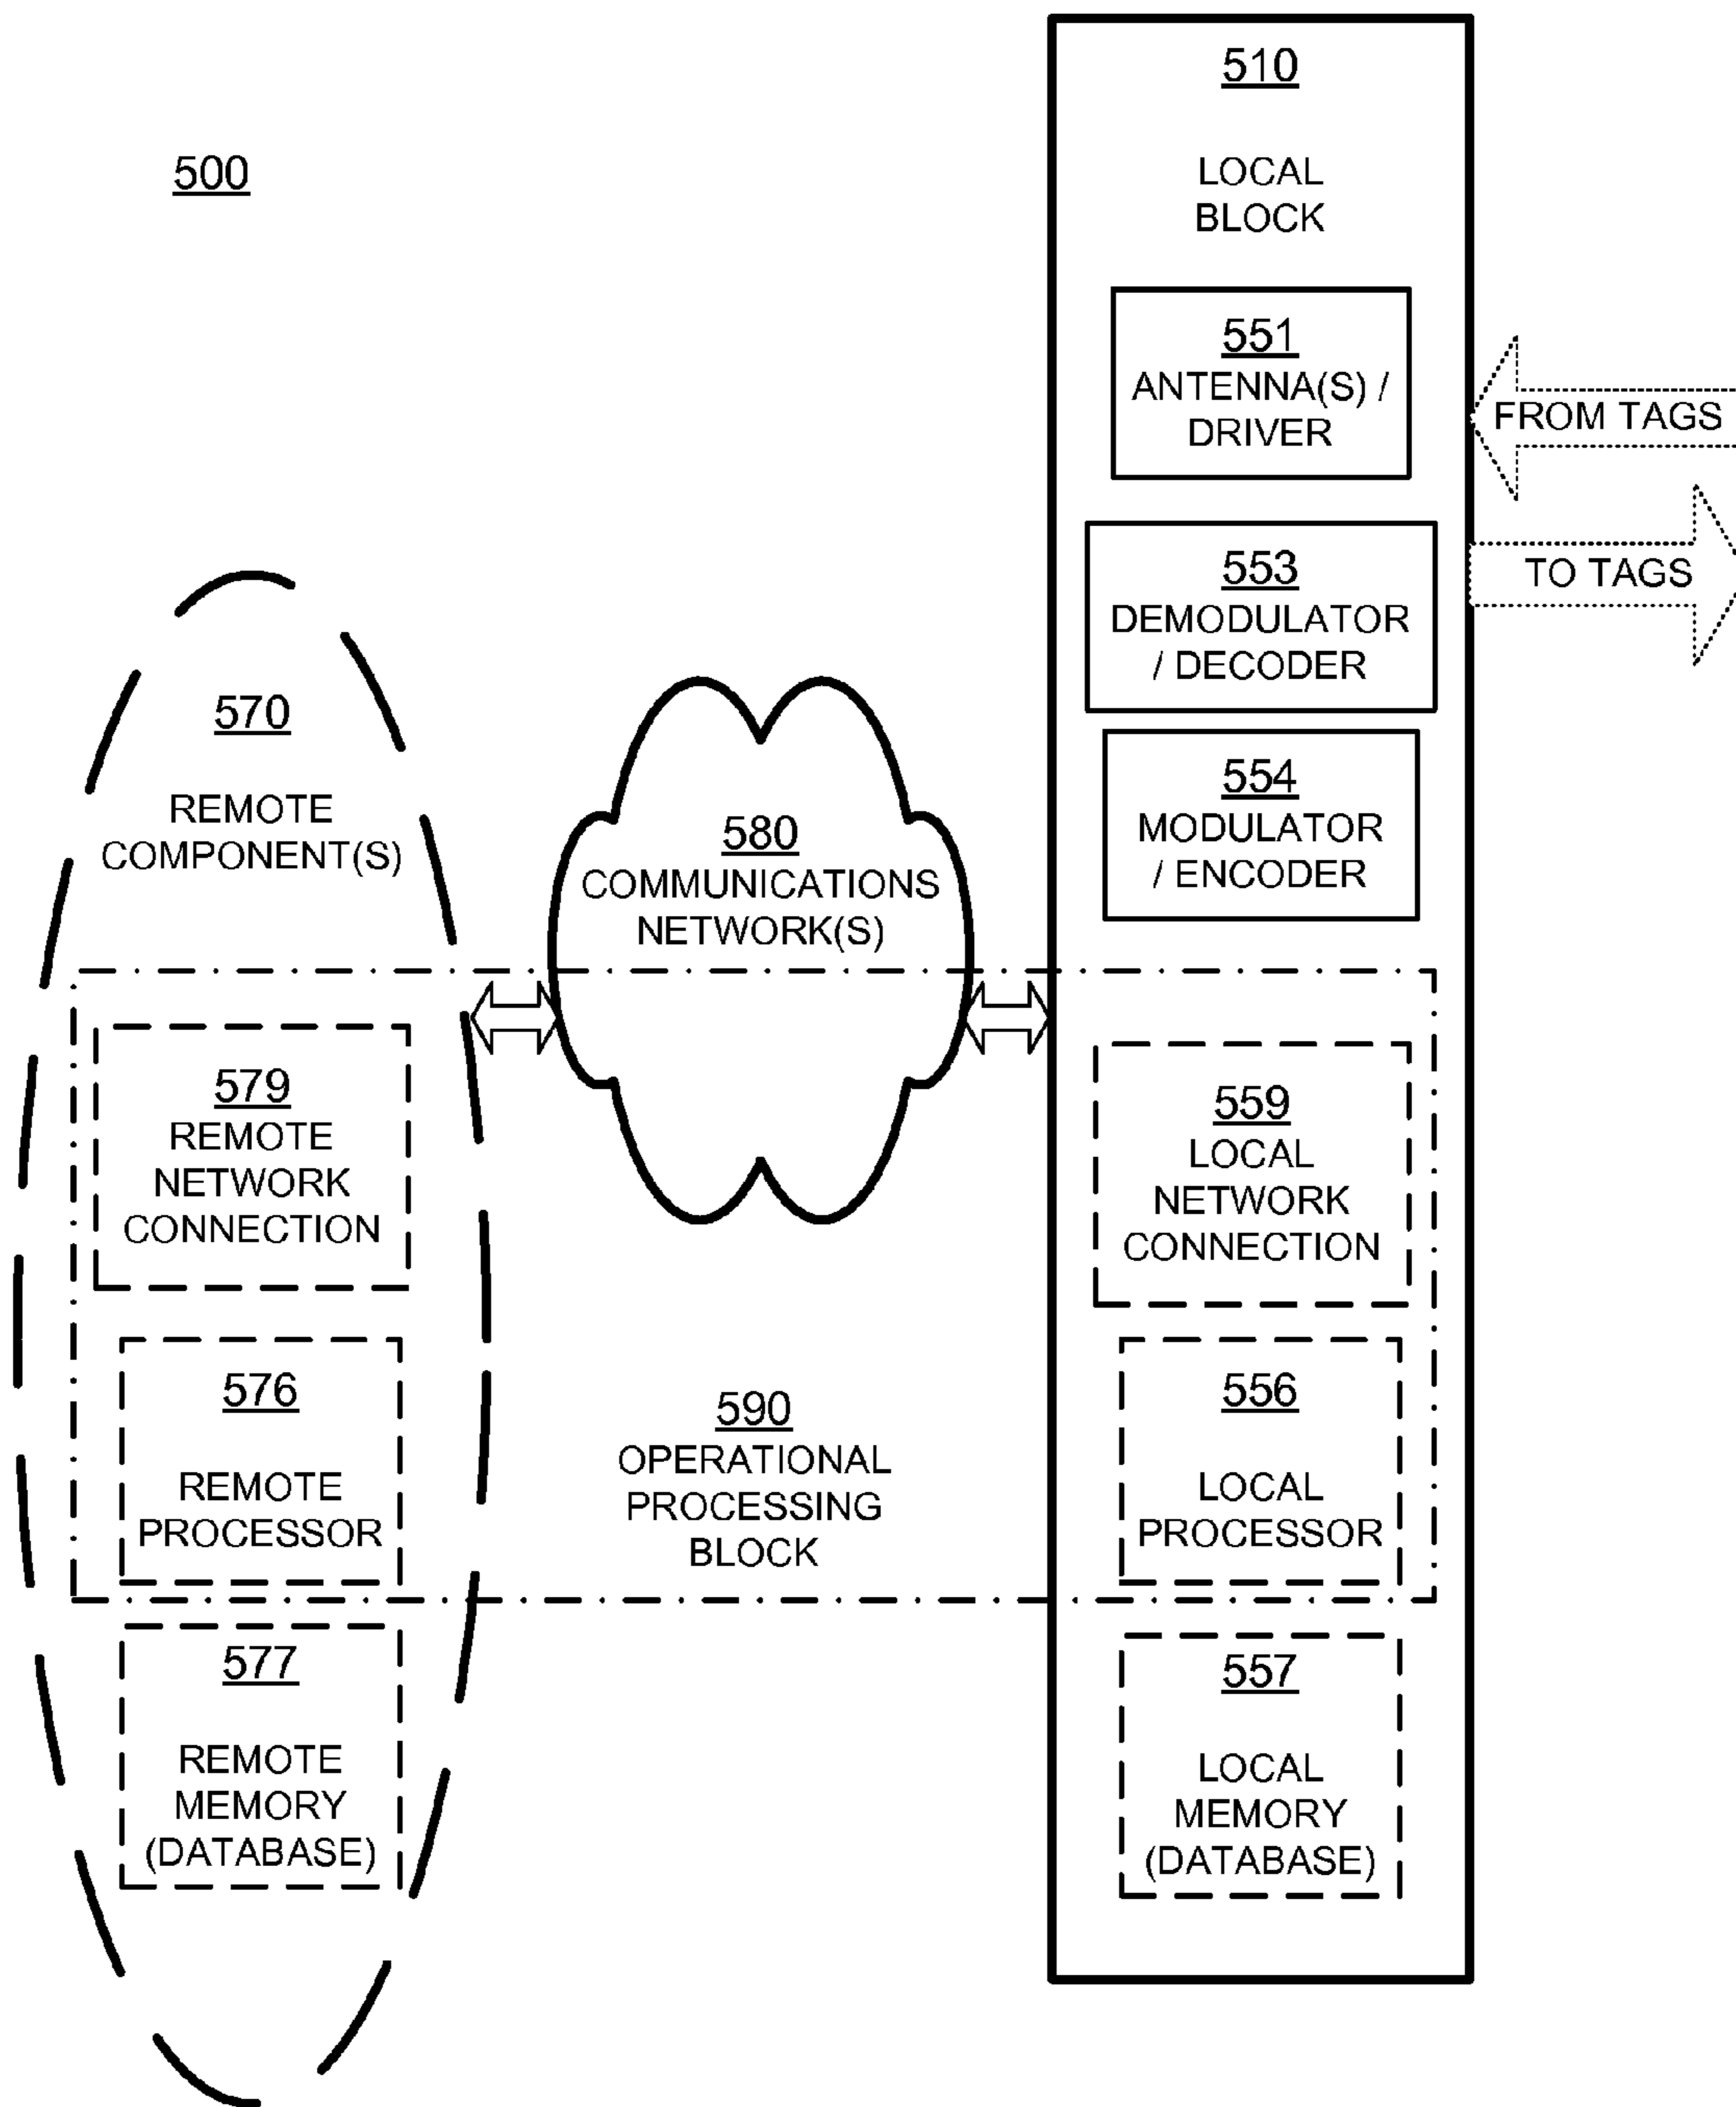 500
510
LOCAL
BLOCK
551
ANTENNA(S) /
DRIVER
FROM TAGS
553
DEMODULATOR
/ DECODER
TO TAGS
554
MODULATOR
/ ENCODER
570
REMOTE
COMPONENT(S)
580
COMMUNICATIONS
NETWORK(S)
579
REMOTE
NETWORK
CONNECTION
559
LOCAL
NETWORK
CONNECTION
576
REMOTE
PROCESSOR
590
OPERATIONAL
PROCESSING
BLOCK
556
LOCAL
PROCESSOR
577
REMOTE
MEMORY
(DATABASE)
557
LOCAL
MEMORY
(DATABASE)